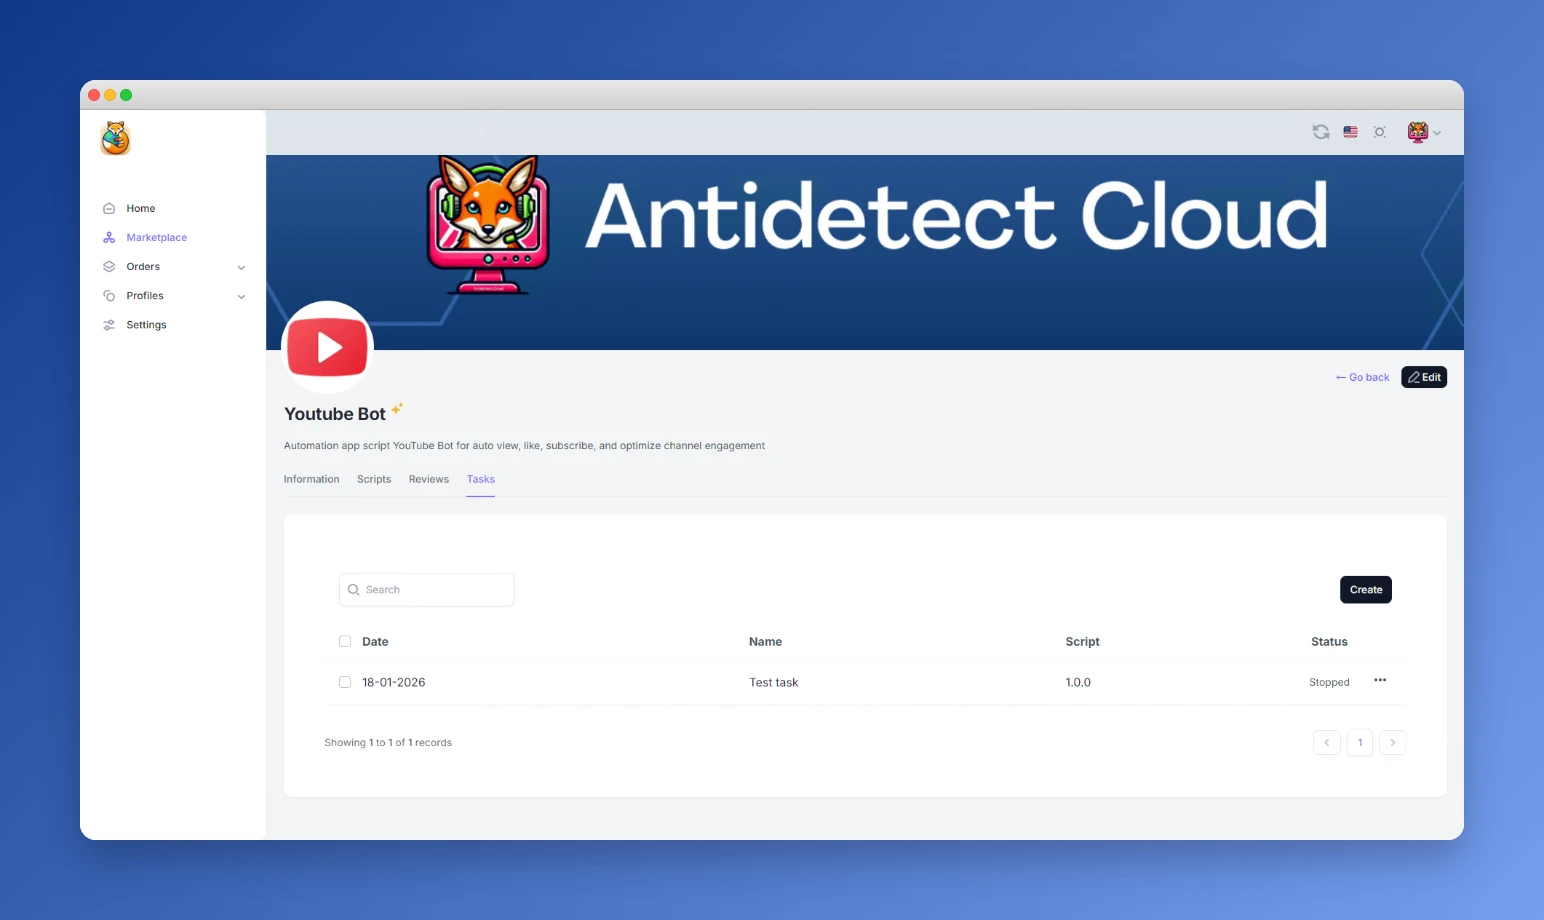 Home
Marketplace
Orders
Profiles
Settings
Antidetect Cloud
← Go back
Edit
Youtube Bot
Automation app script YouTube Bot for auto view, like, subscribe, and optimize channel engagement
Information Scripts Reviews Tasks
Search
Create
Date Name Script Status
18-01-2026 Test task 1.0.0 Stopped
Showing 1 to 1 of 1 records
1